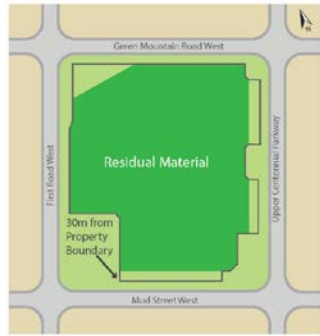 Green Mountain Road West
First Road West
Residual Material
Upper Centennial Parkway
30m from
Property
Boundary
Mud Street West